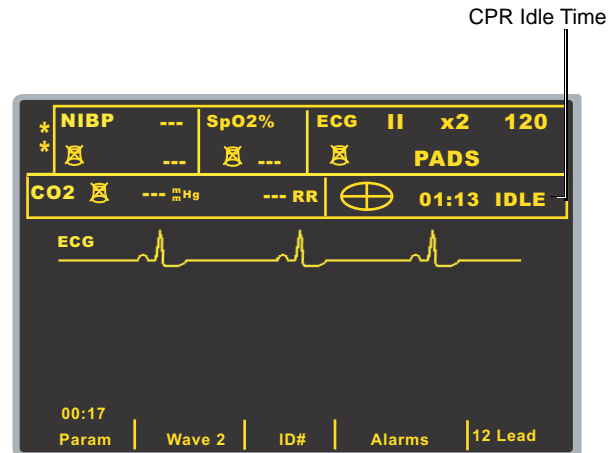 CPR Idle Time
* NIBP --- SpO2% ECG II x2 120
* --- --- PADS
CO2 --- mmHg --- RR 01:13 IDLE
ECG
00:17
Param Wave 2 ID# Alarms 12 Lead